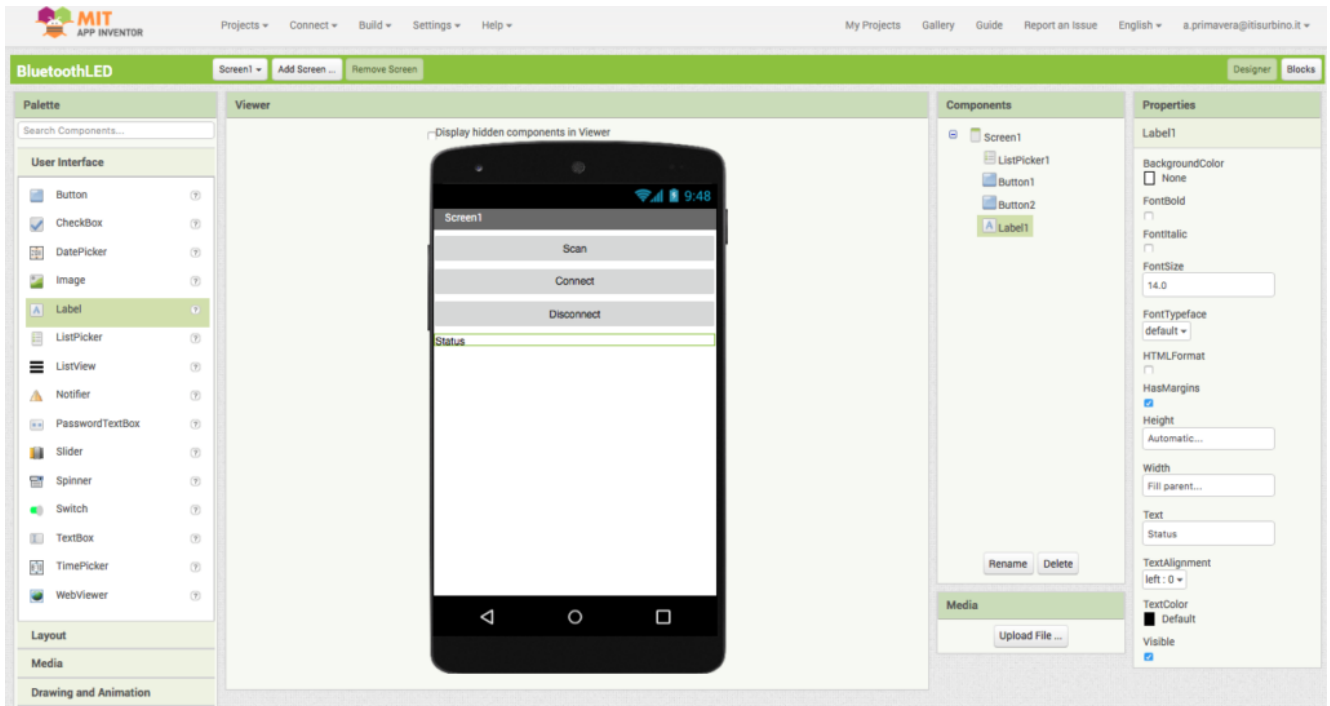 MIT
APP INVENTOR
Projects Connect Build Settings Help My Projects Gallery Guide Report an Issue English a.primavera@itisurbino.it
BluetoothLED Screen1 Add Screen ... Remove Screen Designer Blocks
Palette
Search Components...
User Interface
Button
CheckBox
DatePicker
Image
Label
ListPicker
ListView
Notifier
PasswordTextBox
Slider
Spinner
Switch
TextBox
TimePicker
WebViewer
Layout
Media
Drawing and Animation
Viewer
Display hidden components in Viewer
9:48
Screen1
Scan
Connect
Disconnect
Status
Components
Screen1
ListPicker1
Button1
Button2
Label1
Rename Delete
Media
Upload File ...
Properties
Label1
BackgroundColor
None
FontBold
FontItalic
FontSize
14.0
FontTypeface
default
HTMLFormat
HasMargins
Height
Automatic...
Width
Fill parent...
Text
Status
TextAlignment
left : 0
TextColor
Default
Visible